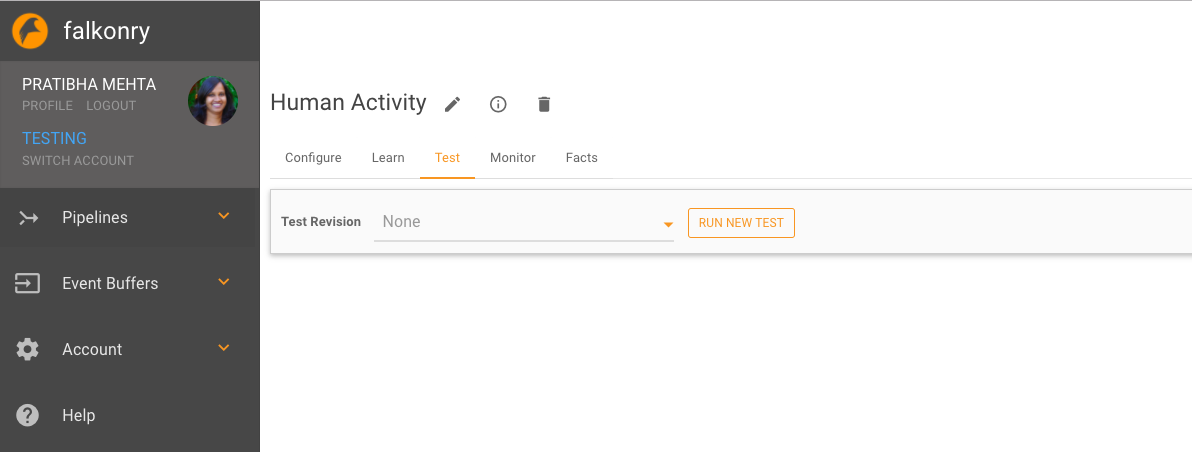 falkonry
PRATIBHA MEHTA
PROFILE LOGOUT
TESTING
SWITCH ACCOUNT
Pipelines
Event Buffers
Account
Help
Human Activity
Configure Learn Test Monitor Facts
Test Revision None RUN NEW TEST